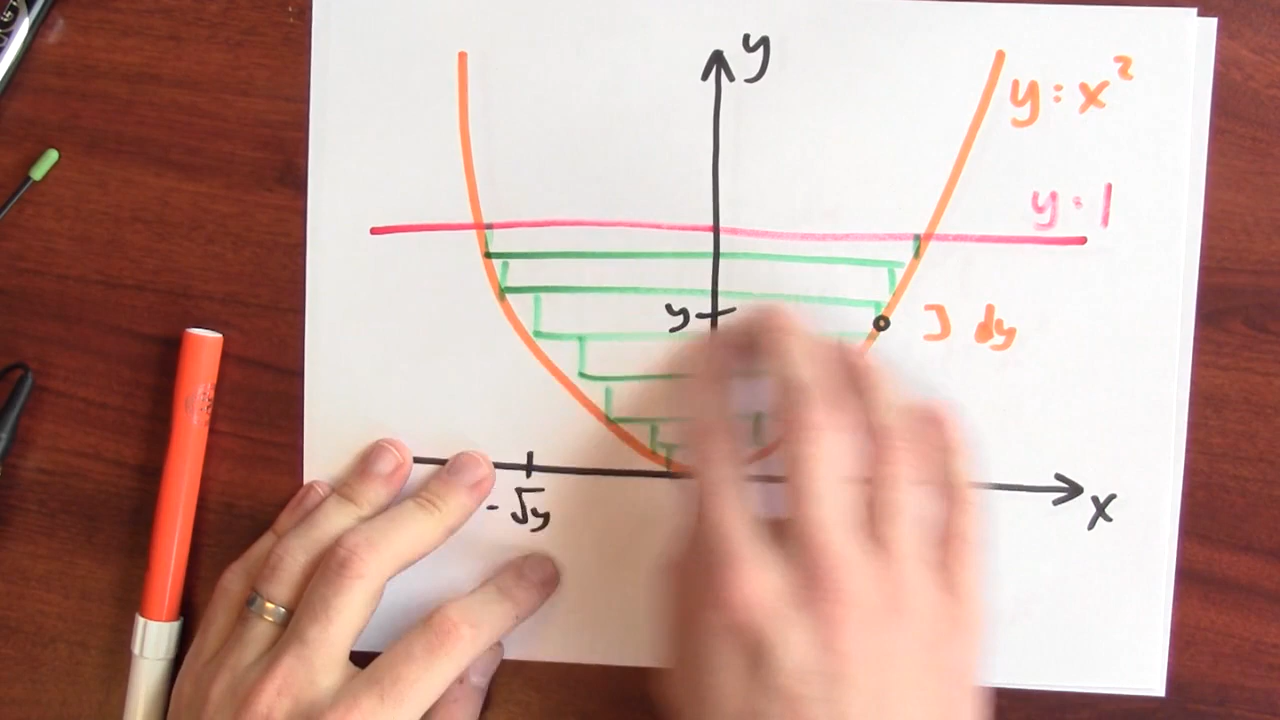 y
y = x²
y = 1
y
} dy
-√y
x